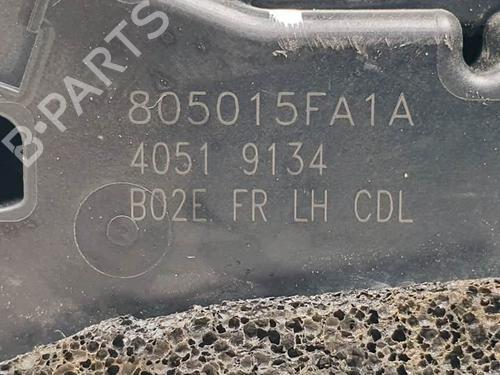 B-PARTS
805015FA1A
4051 9134
B02E FR LH CDL